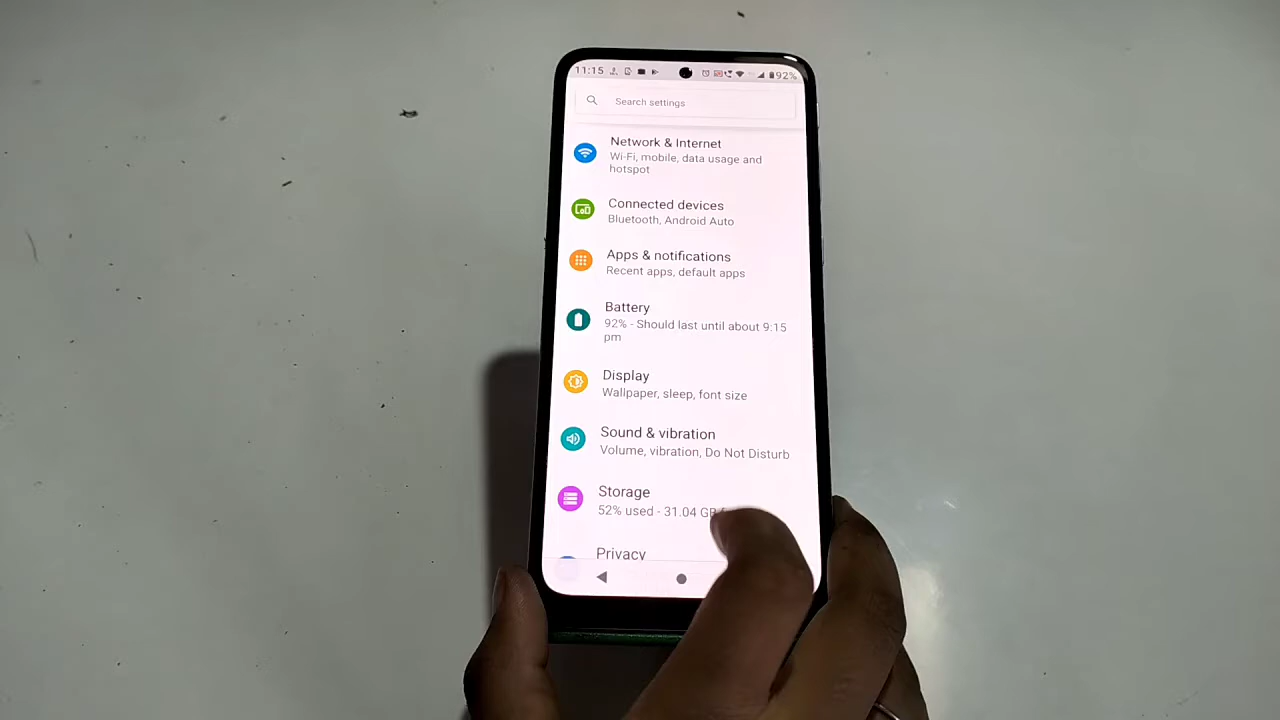 11:15 92%
Search settings
Network & Internet
Wi-Fi, mobile, data usage and
hotspot
Connected devices
Bluetooth, Android Auto
Apps & notifications
Recent apps, default apps
Battery
92% - Should last until about 9:15
pm
Display
Wallpaper, sleep, font size
Sound & vibration
Volume, vibration, Do Not Disturb
Storage
52% used - 31.04 GB
Privacy